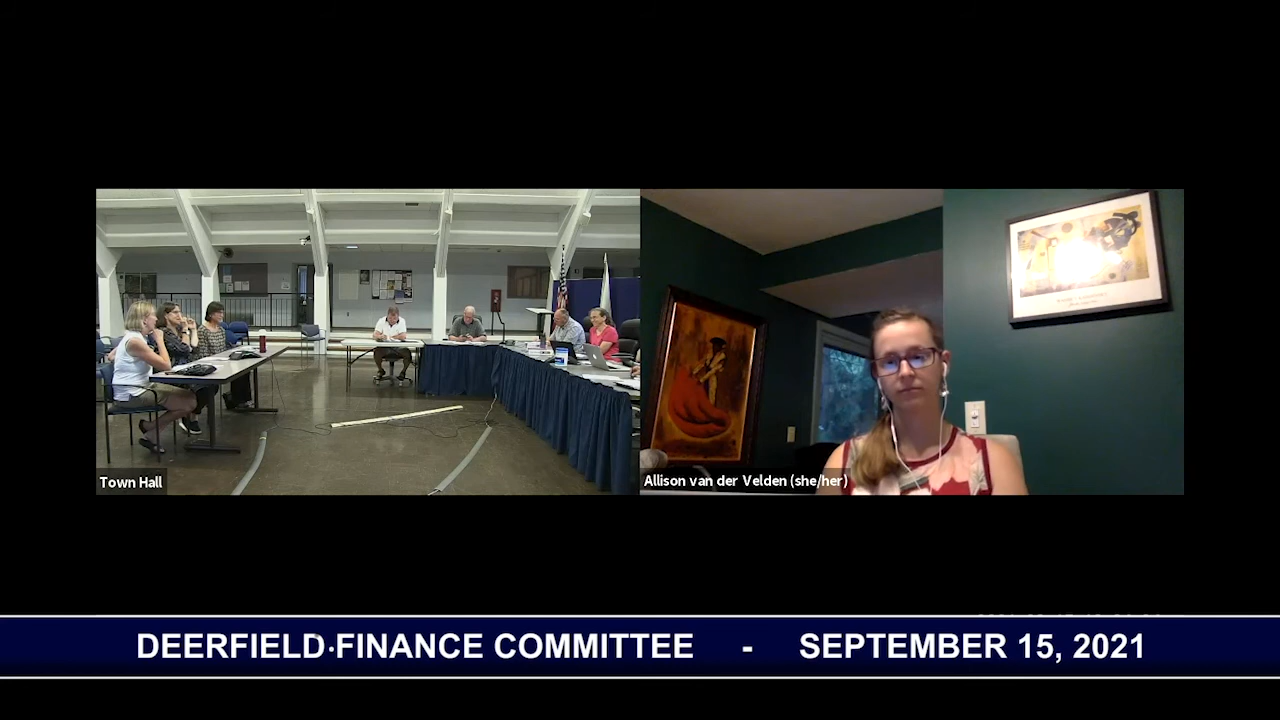 Town Hall
Allison van der Velden (she/her)
DEERFIELD·FINANCE COMMITTEE - SEPTEMBER 15, 2021